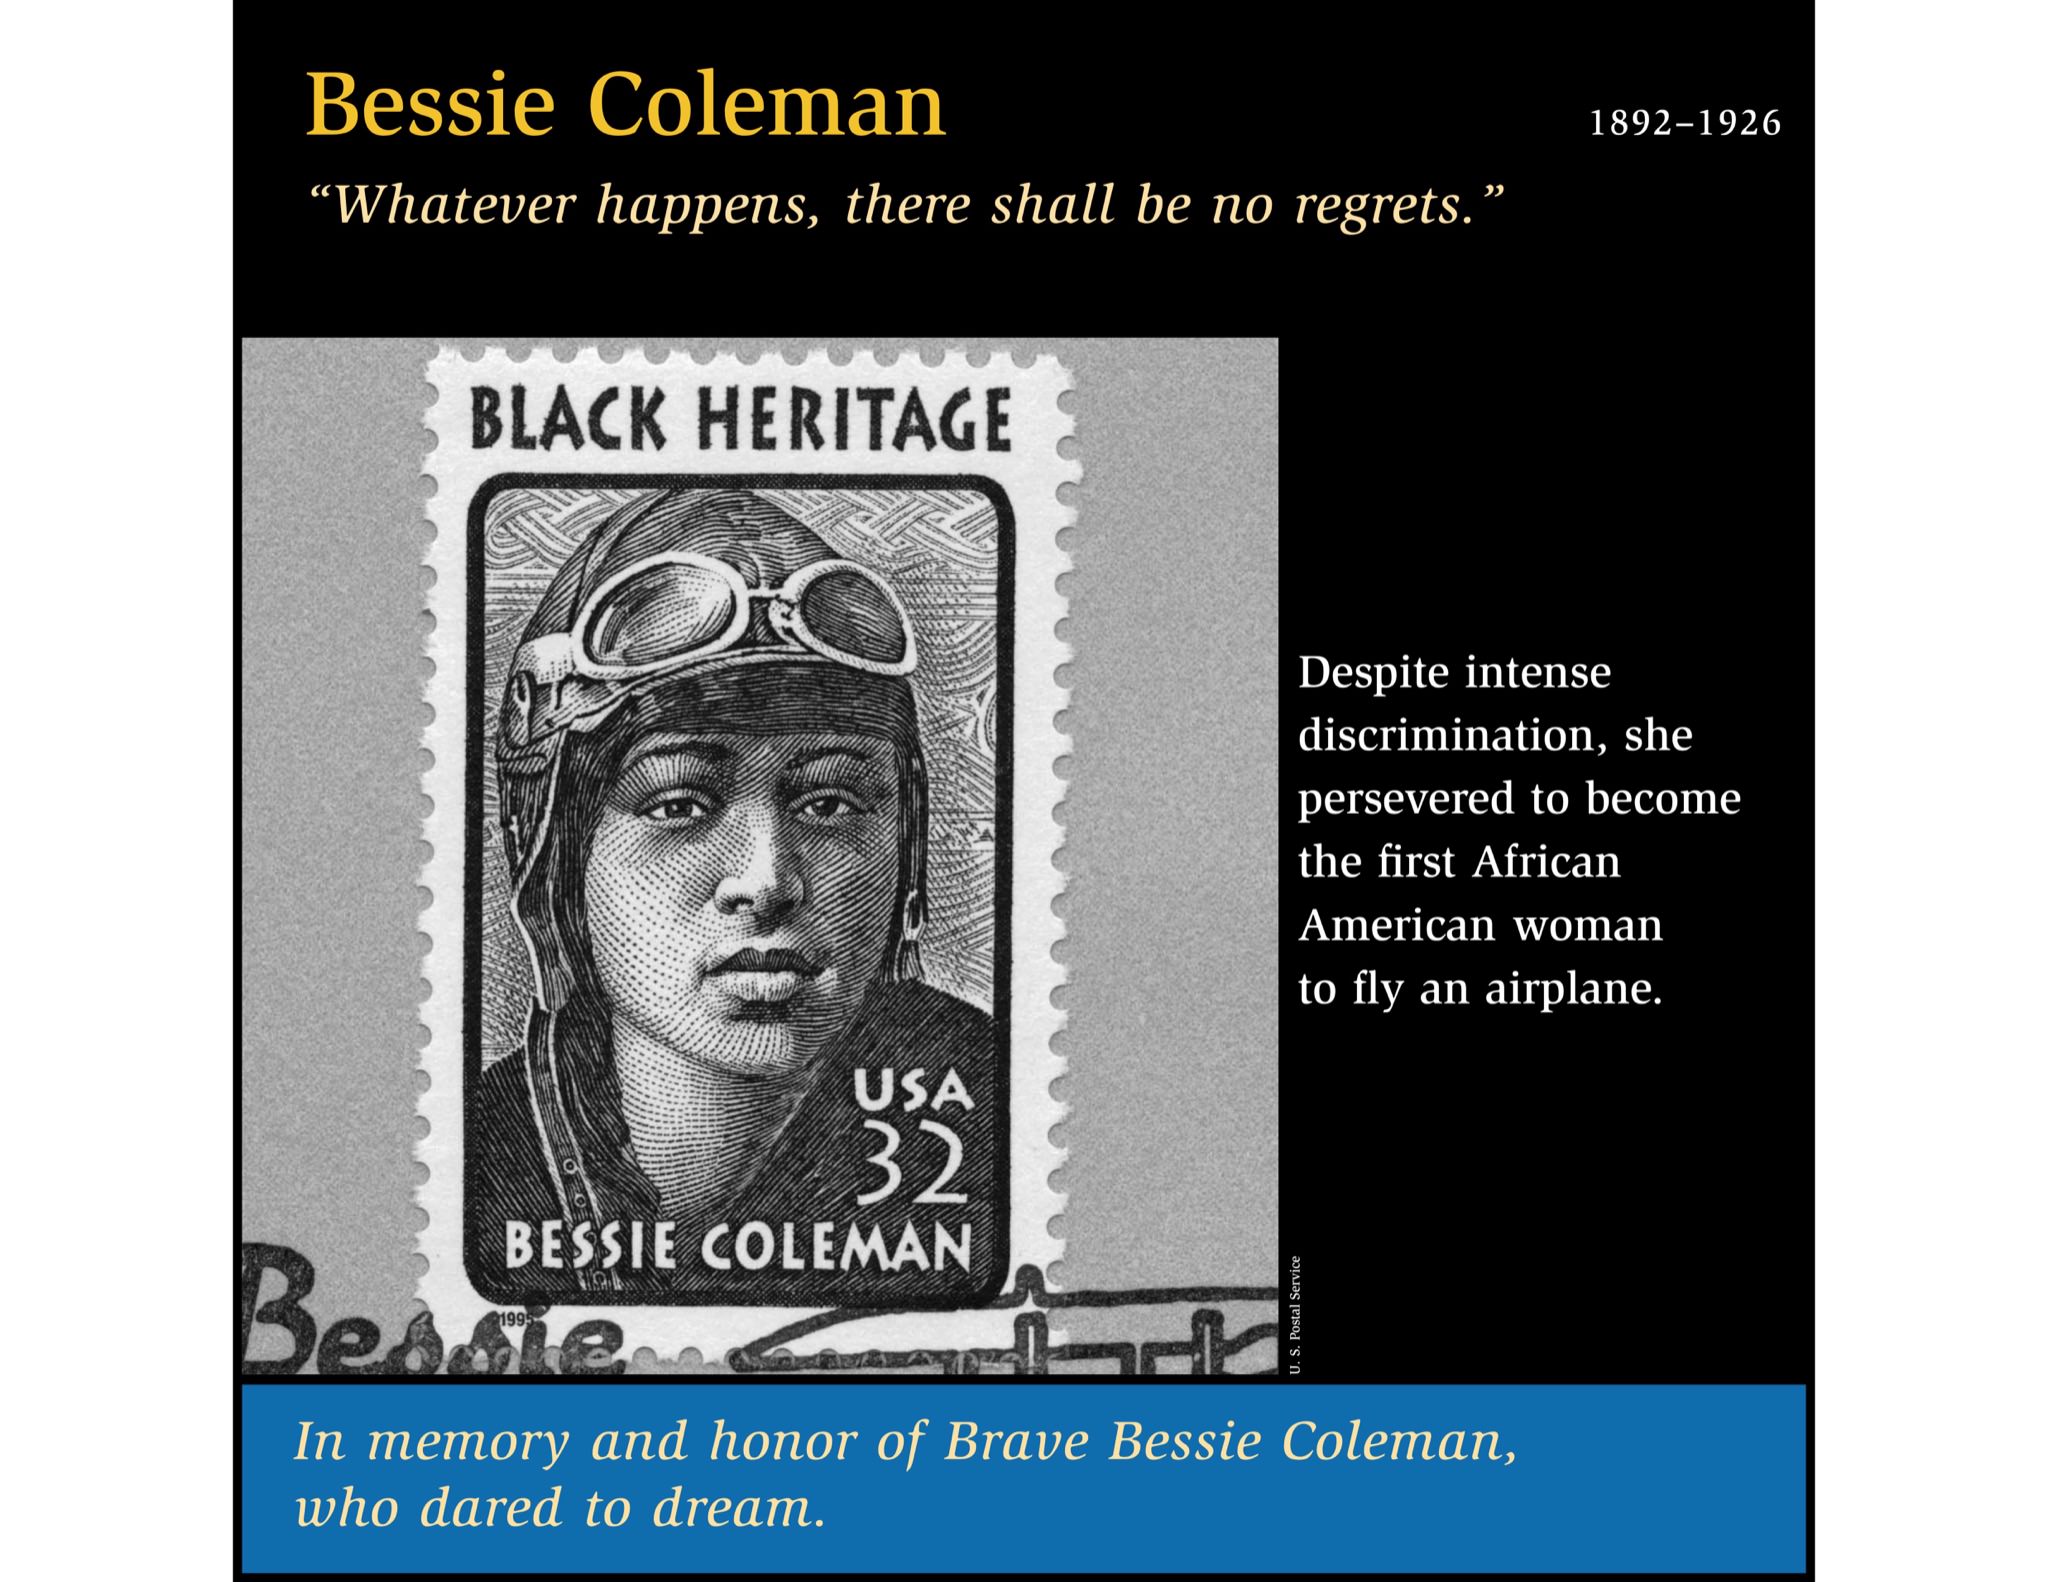 Bessie Coleman
1892–1926
“Whatever happens, there shall be no regrets.”
BLACK HERITAGE
USA
32
BESSIE COLEMAN
1995
Bessie
Despite intense
discrimination, she
persevered to become
the first African
American woman
to fly an airplane.
U. S. Postal Service
In memory and honor of Brave Bessie Coleman,
who dared to dream.